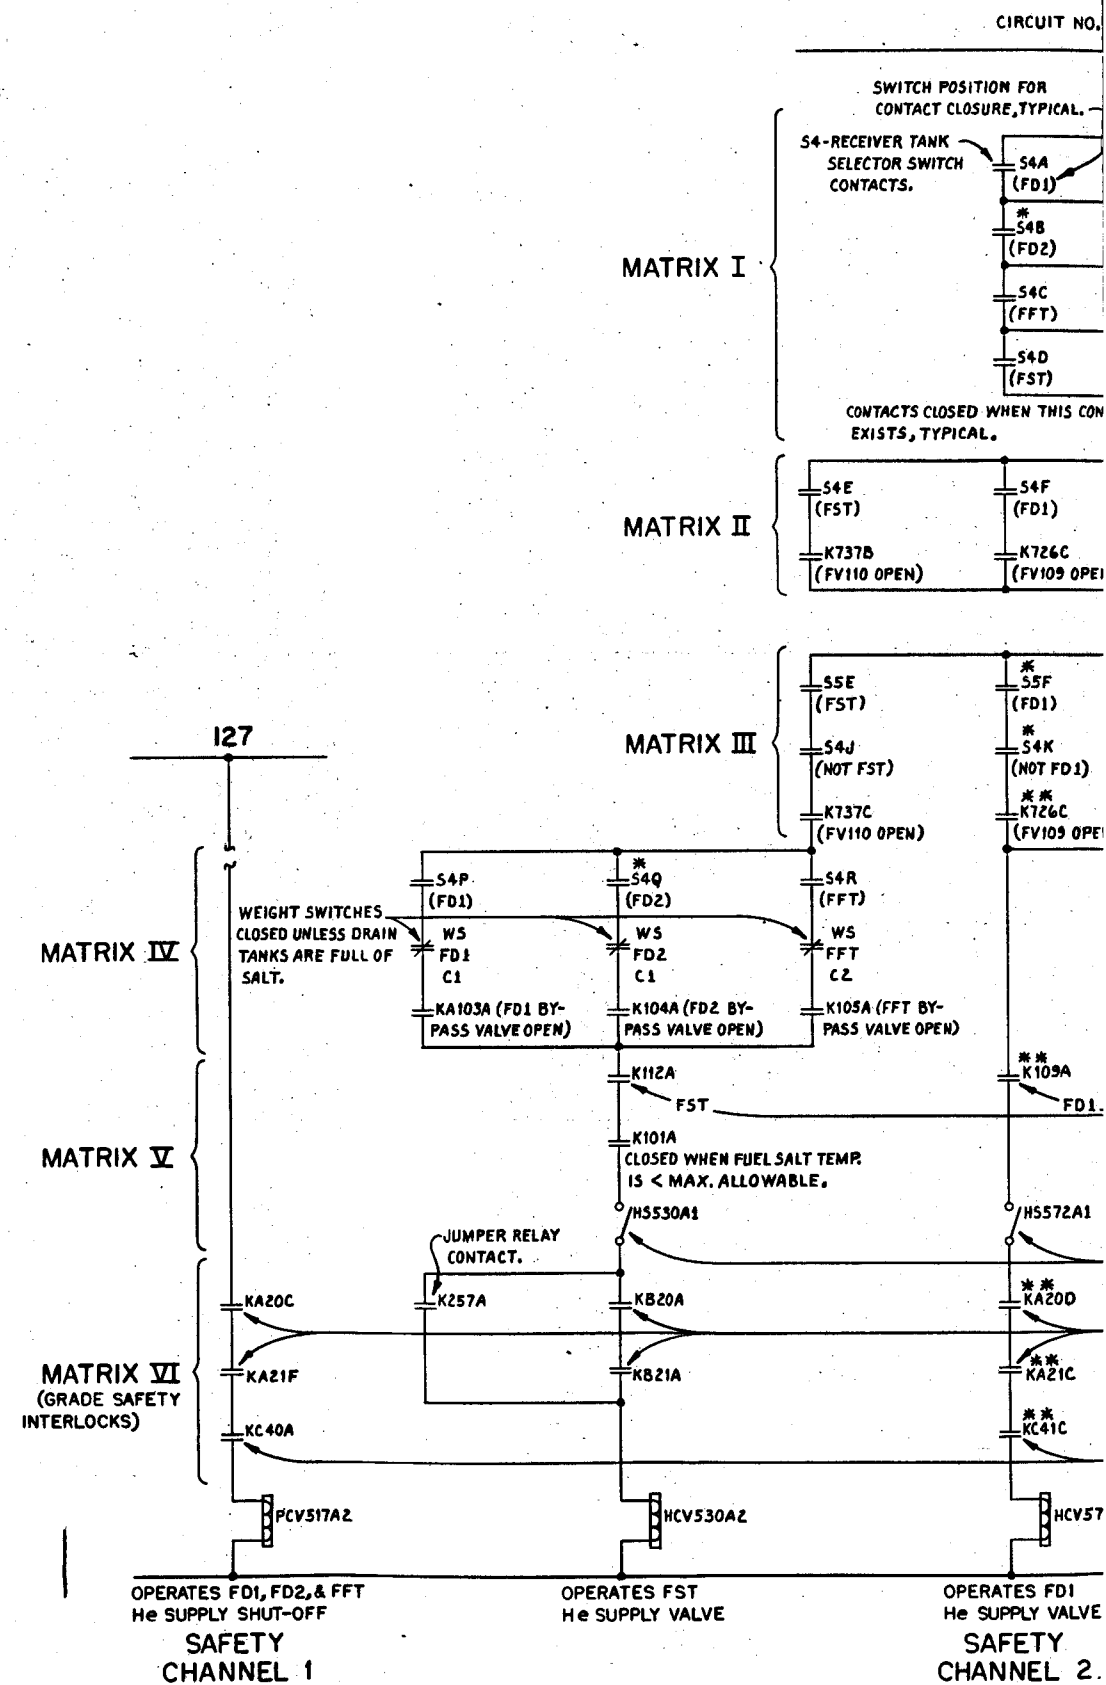 CIRCUIT NO.
SWITCH POSITION FOR
CONTACT CLOSURE, TYPICAL.
S4-RECEIVER TANK
SELECTOR SWITCH
CONTACTS.
S4A
(FD1)
*
S4B
(FD2)
MATRIX I
S4C
(FFT)
S4D
(FST)
CONTACTS CLOSED WHEN THIS CON
EXISTS, TYPICAL.
S4E
(FST)
S4F
(FD1)
MATRIX II
K737B
(FV110 OPEN)
K726C
(FV109 OPE
S5E
(FST)
*
S5F
(FD1)
127
MATRIX III
S4J
(NOT FST)
*
S4K
(NOT FD1)
K737C
(FV110 OPEN)
**
K726C
(FV109 OPE
S4P
(FD1)
*
S4Q
(FD2)
S4R
(FFT)
WEIGHT SWITCHES
CLOSED UNLESS DRAIN
TANKS ARE FULL OF
SALT.
MATRIX IV
WS
FD1
C1
WS
FD2
C1
WS
FFT
C2
KA103A (FD1 BY-
PASS VALVE OPEN)
K104A (FD2 BY-
PASS VALVE OPEN)
K105A (FFT BY-
PASS VALVE OPEN)
K112A
FST
**
K109A
FD1.
MATRIX V
K101A
CLOSED WHEN FUEL SALT TEMP.
IS < MAX. ALLOWABLE.
HS530A1
HS572A1
JUMPER RELAY
CONTACT.
KA20C
K257A
KB20A
**
KA20D
MATRIX VI
(GRADE SAFETY
INTERLOCKS)
KA21F
KB21A
**
KA21C
KC40A
**
KC41C
PCV517A2
HCV530A2
HCV57
OPERATES FD1, FD2, & FFT
He SUPPLY SHUT-OFF
OPERATES FST
He SUPPLY VALVE
OPERATES FD1
He SUPPLY VALVE
SAFETY
CHANNEL 1
SAFETY
CHANNEL 2.